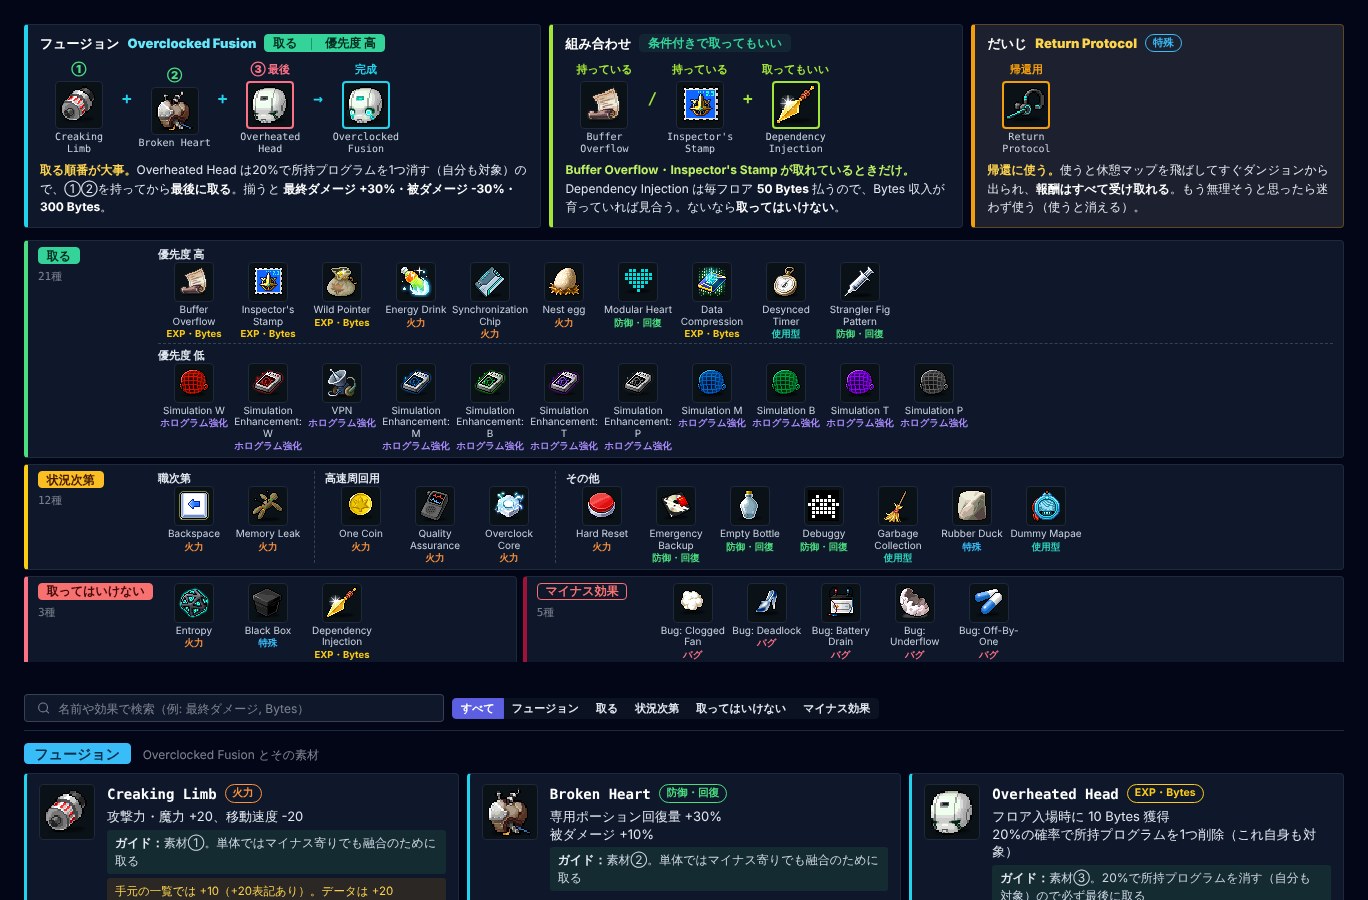 フュージョン Overclocked Fusion 取る | 優先度 高
① ② ③最後 完成
+ + →
Creaking Limb
Broken Heart
Overheated Head
Overclocked Fusion
取る順番が大事。Overheated Head は20%で所持プログラムを1つ消す（自分も対象）の
で、①②を持ってから最後に取る。揃うと 最終ダメージ +30%・被ダメージ -30%・
300 Bytes。
組み合わせ 条件付きで取ってもいい
持っている 持っている 取ってもいい
/ +
Buffer Overflow
Inspector's Stamp
Dependency Injection
Buffer Overflow・Inspector's Stamp が取れているときだけ。
Dependency Injection は毎フロア 50 Bytes 払うので、Bytes 収入が
育っていれば見合う。ないなら取ってはいけない。
だいじ Return Protocol 特殊
帰還用
Return Protocol
帰還に使う。使うと休憩マップを飛ばしてすぐダンジョンから
出られ、報酬はすべて受け取れる。もう無理そうと思ったら迷
わず使う（使うと消える）。
取る
21種
優先度 高
Buffer Overflow EXP・Bytes
Inspector's Stamp EXP・Bytes
Wild Pointer EXP・Bytes
Energy Drink 火力
Synchronization Chip 火力
Nest egg 火力
Modular Heart 防御・回復
Data Compression EXP・Bytes
Desynced Timer 使用型
Strangler Fig Pattern 防御・回復
優先度 低
Simulation W ホログラム強化
Simulation Enhancement: W ホログラム強化
VPN ホログラム強化
Simulation Enhancement: M ホログラム強化
Simulation Enhancement: B ホログラム強化
Simulation Enhancement: T ホログラム強化
Simulation Enhancement: P ホログラム強化
Simulation M ホログラム強化
Simulation B ホログラム強化
Simulation T ホログラム強化
Simulation P ホログラム強化
状況次第
12種
職次第
Backspace 火力
Memory Leak 火力
高速周回用
One Coin 火力
Quality Assurance 火力
Overclock Core 火力
その他
Hard Reset 火力
Emergency Backup 防御・回復
Empty Bottle 防御・回復
Debuggy 防御・回復
Garbage Collection 使用型
Rubber Duck 特殊
Dummy Mapae 使用型
取ってはいけない
3種
Entropy 火力
Black Box 特殊
Dependency Injection EXP・Bytes
マイナス効果
5種
Bug: Clogged Fan バグ
Bug: Deadlock バグ
Bug: Battery Drain バグ
Bug: Underflow バグ
Bug: Off-By-One バグ
名前や効果で検索（例: 最終ダメージ, Bytes）
すべて フュージョン 取る 状況次第 取ってはいけない マイナス効果
フュージョン Overclocked Fusion とその素材
Creaking Limb 火力
攻撃力・魔力 +20、移動速度 -20
ガイド：素材①。単体ではマイナス寄りでも融合のために
取る
手元の一覧では +10（+20表記あり）。データは +20
Broken Heart 防御・回復
専用ポーション回復量 +30%
被ダメージ +10%
ガイド：素材②。単体ではマイナス寄りでも融合のために
取る
Overheated Head EXP・Bytes
フロア入場時に 10 Bytes 獲得
20%の確率で所持プログラムを1つ削除（これ自身も対
象）
ガイド：素材③。20%で所持プログラムを消す（自分も
対象）ので必ず最後に取る